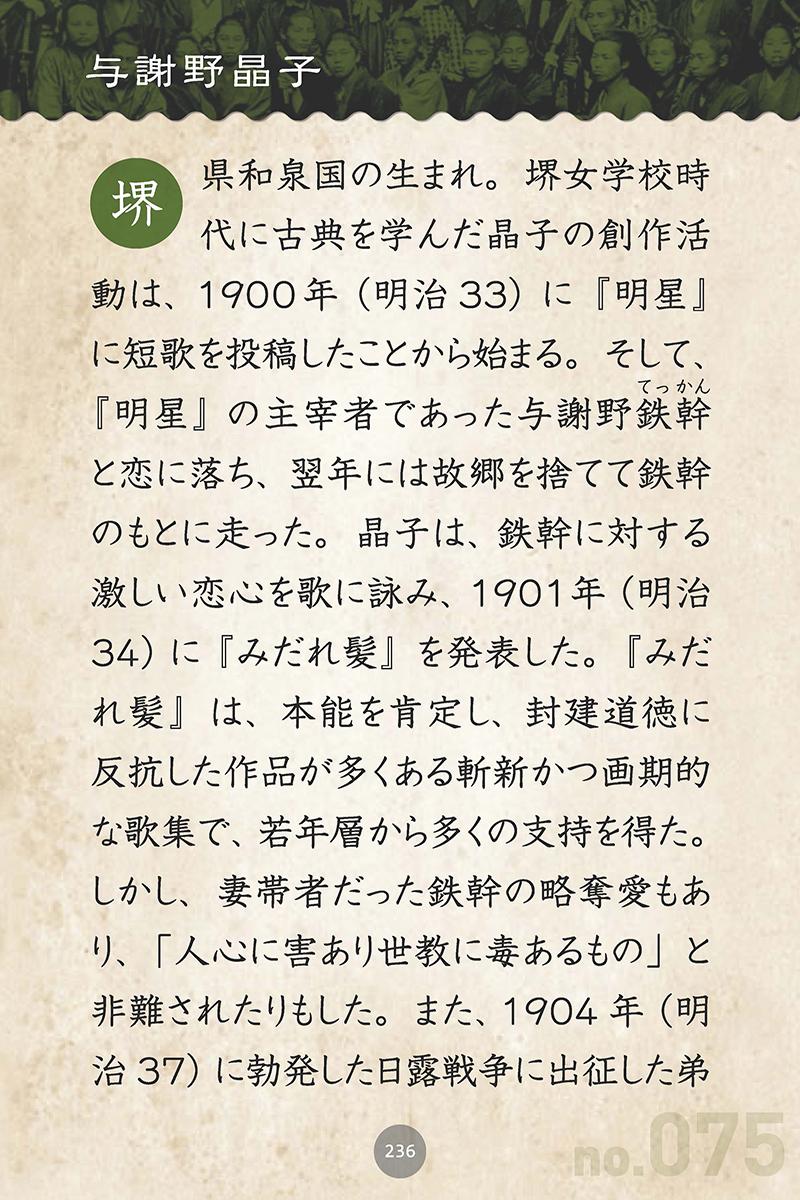 与謝野晶子
堺県和泉国の生まれ。堺女学校時
代に古典を学んだ晶子の創作活
動は、1900年（明治33）に『明星』
に短歌を投稿したことから始まる。そして、
てっかん
『明星』の主宰者であった与謝野鉄幹
と恋に落ち、翌年には故郷を捨てて鉄幹
のもとに走った。晶子は、鉄幹に対する
激しい恋心を歌に詠み、1901年（明治
34）に『みだれ髪』を発表した。『みだ
れ髪』は、本能を肯定し、封建道徳に
反抗した作品が多くある斬新かつ画期的
な歌集で、若年層から多くの支持を得た。
しかし、妻帯者だった鉄幹の略奪愛もあ
り、「人心に害あり世教に毒あるもの」と
非難されたりもした。また、1904年（明
治37）に勃発した日露戦争に出征した弟
236
no.075